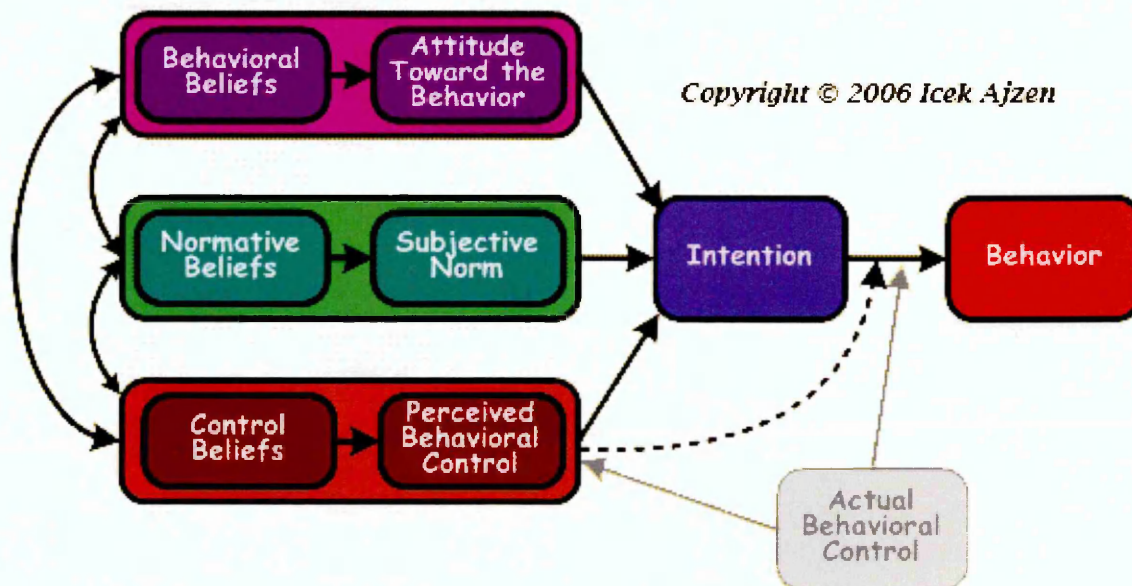 Behavioral
Beliefs
Attitude
Toward the
Behavior
Copyright © 2006 Icek Ajzen
Normative
Beliefs
Subjective
Norm
Intention
Behavior
Control
Beliefs
Perceived
Behavioral
Control
Actual
Behavioral
Control